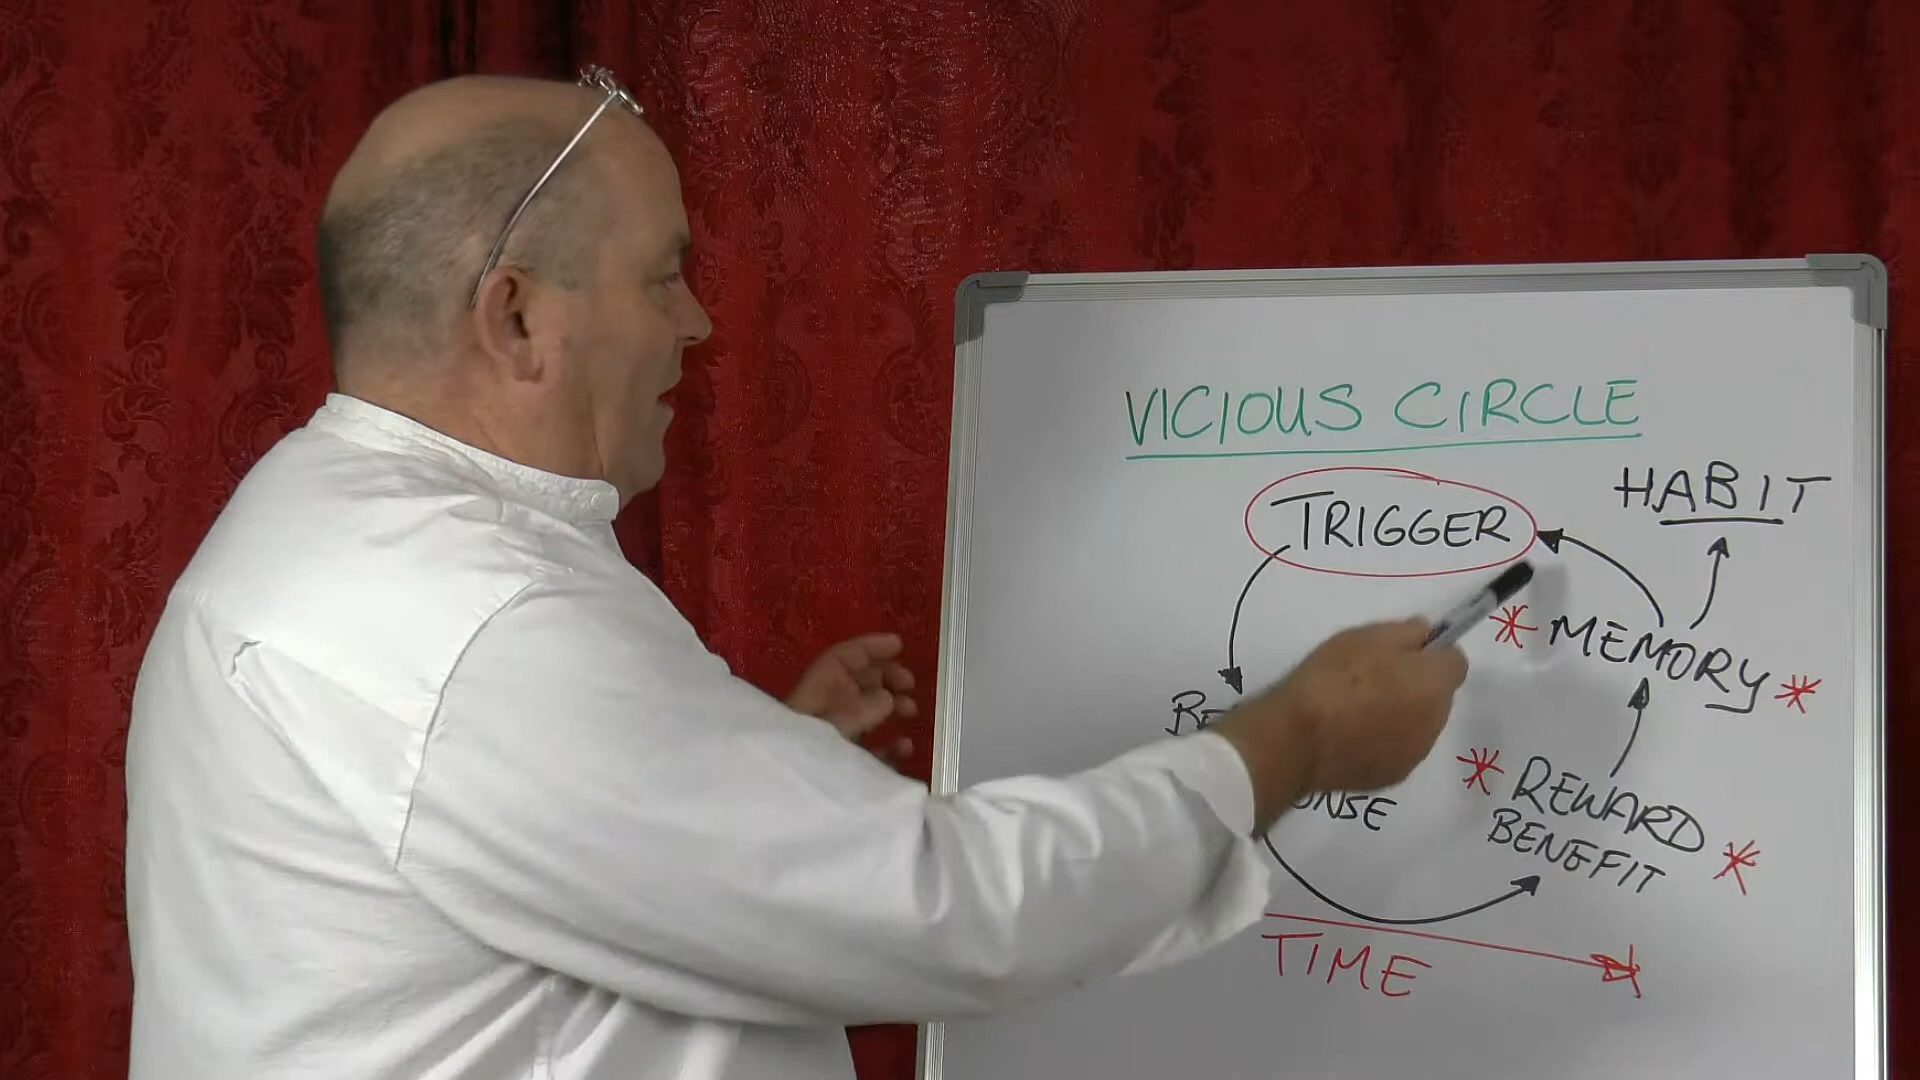 VICIOUS CIRCLE
HABIT
TRIGGER
* MEMORY *
* REWARD
BENEFIT *
TIME